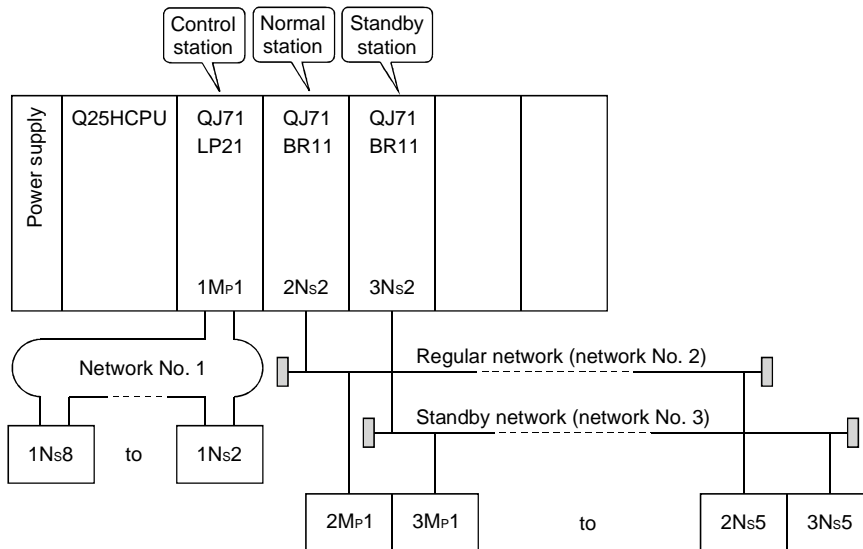 Control
station
Normal
station
Standby
station
Power supply
Q25HCPU
QJ71
LP21
QJ71
BR11
QJ71
BR11
1MP1
2NS2
3NS2
Network No. 1
Regular network (network No. 2)
Standby network (network No. 3)
1NS8
to
1NS2
2MP1
3MP1
to
2NS5
3NS5